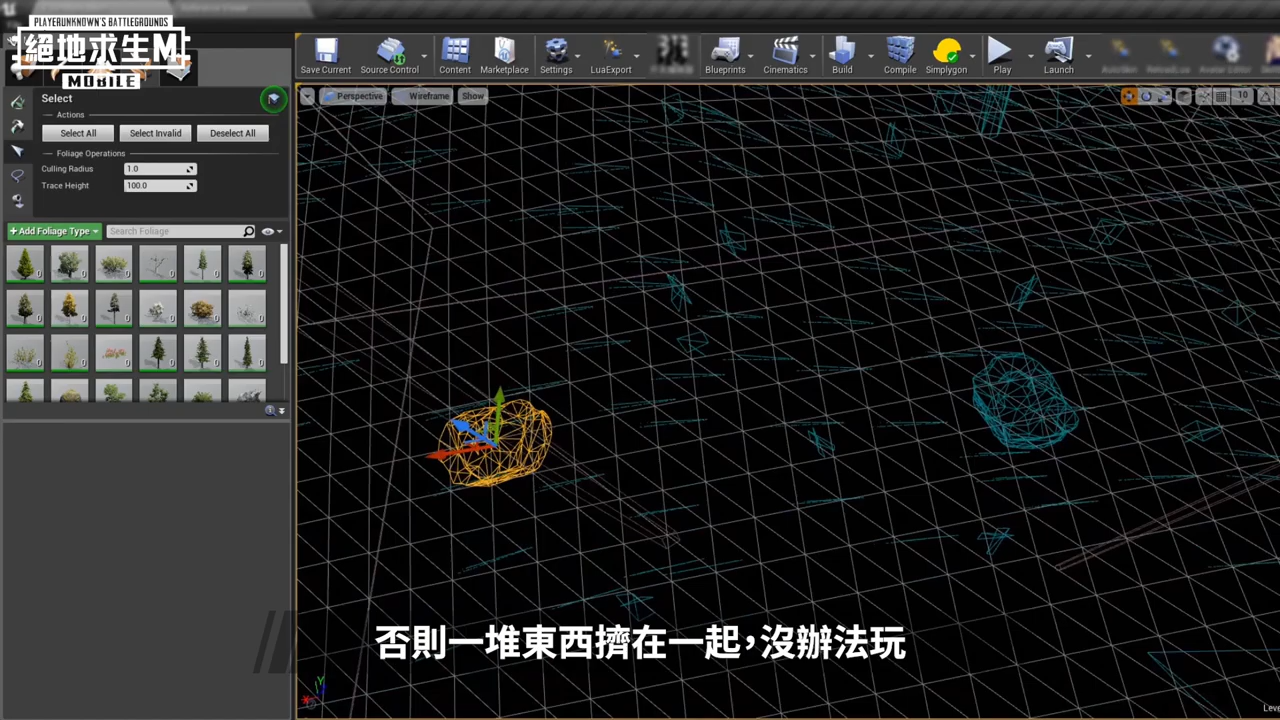 PLAYERUNKNOWN'S BATTLEGROUNDS
絕地求生M
MOBILE
Save Current
Source Control
Content
Marketplace
Settings
LuaExport
Blueprints
Cinematics
Build
Compile
Simplygon
Play
Launch
Select
Actions
Select All
Select Invalid
Deselect All
Foliage Operations
Culling Radius
1.0
Trace Height
100.0
+Add Foliage Type
Search Foliage
Perspective
Wireframe
Show
10
否則一堆東西擠在一起,沒辦法玩